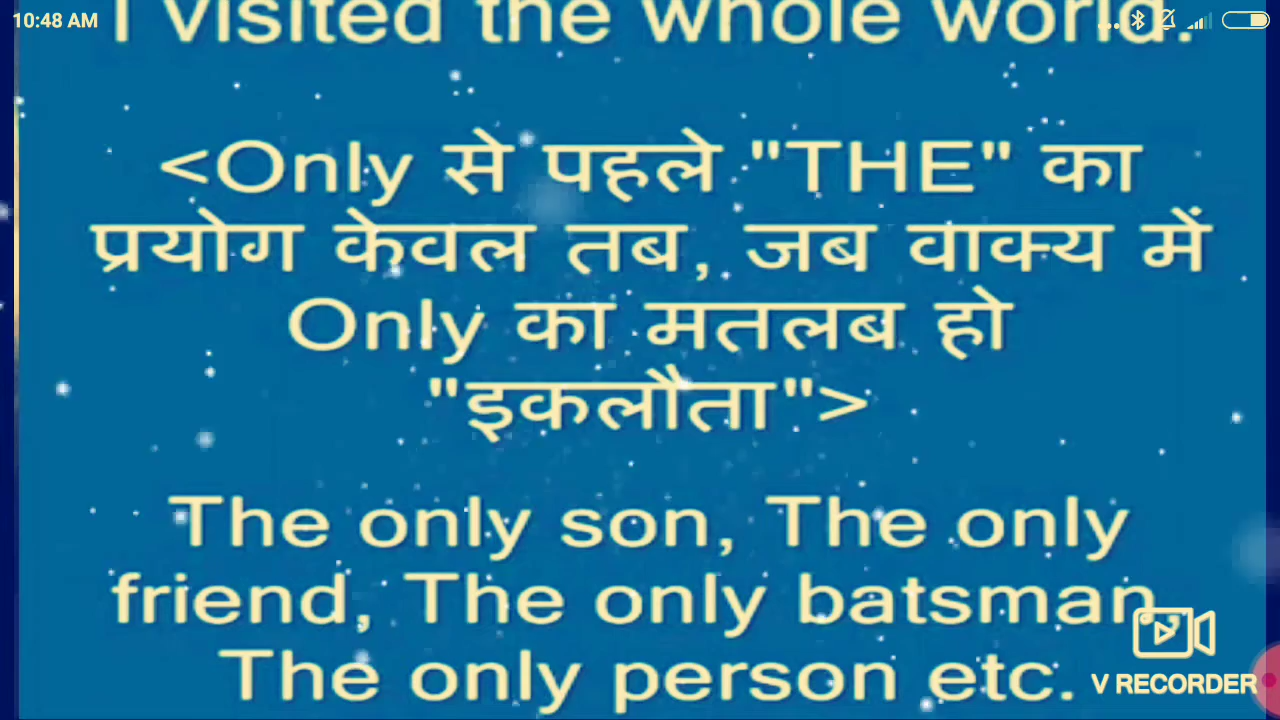 10:48 AM
I visited the whole world.
<Only से पहले "THE" का
प्रयोग केवल तब, जब वाक्य में
Only का मतलब हो
"इकलौता">
The only son, The only
friend, The only batsman,
The only person etc.
V RECORDER